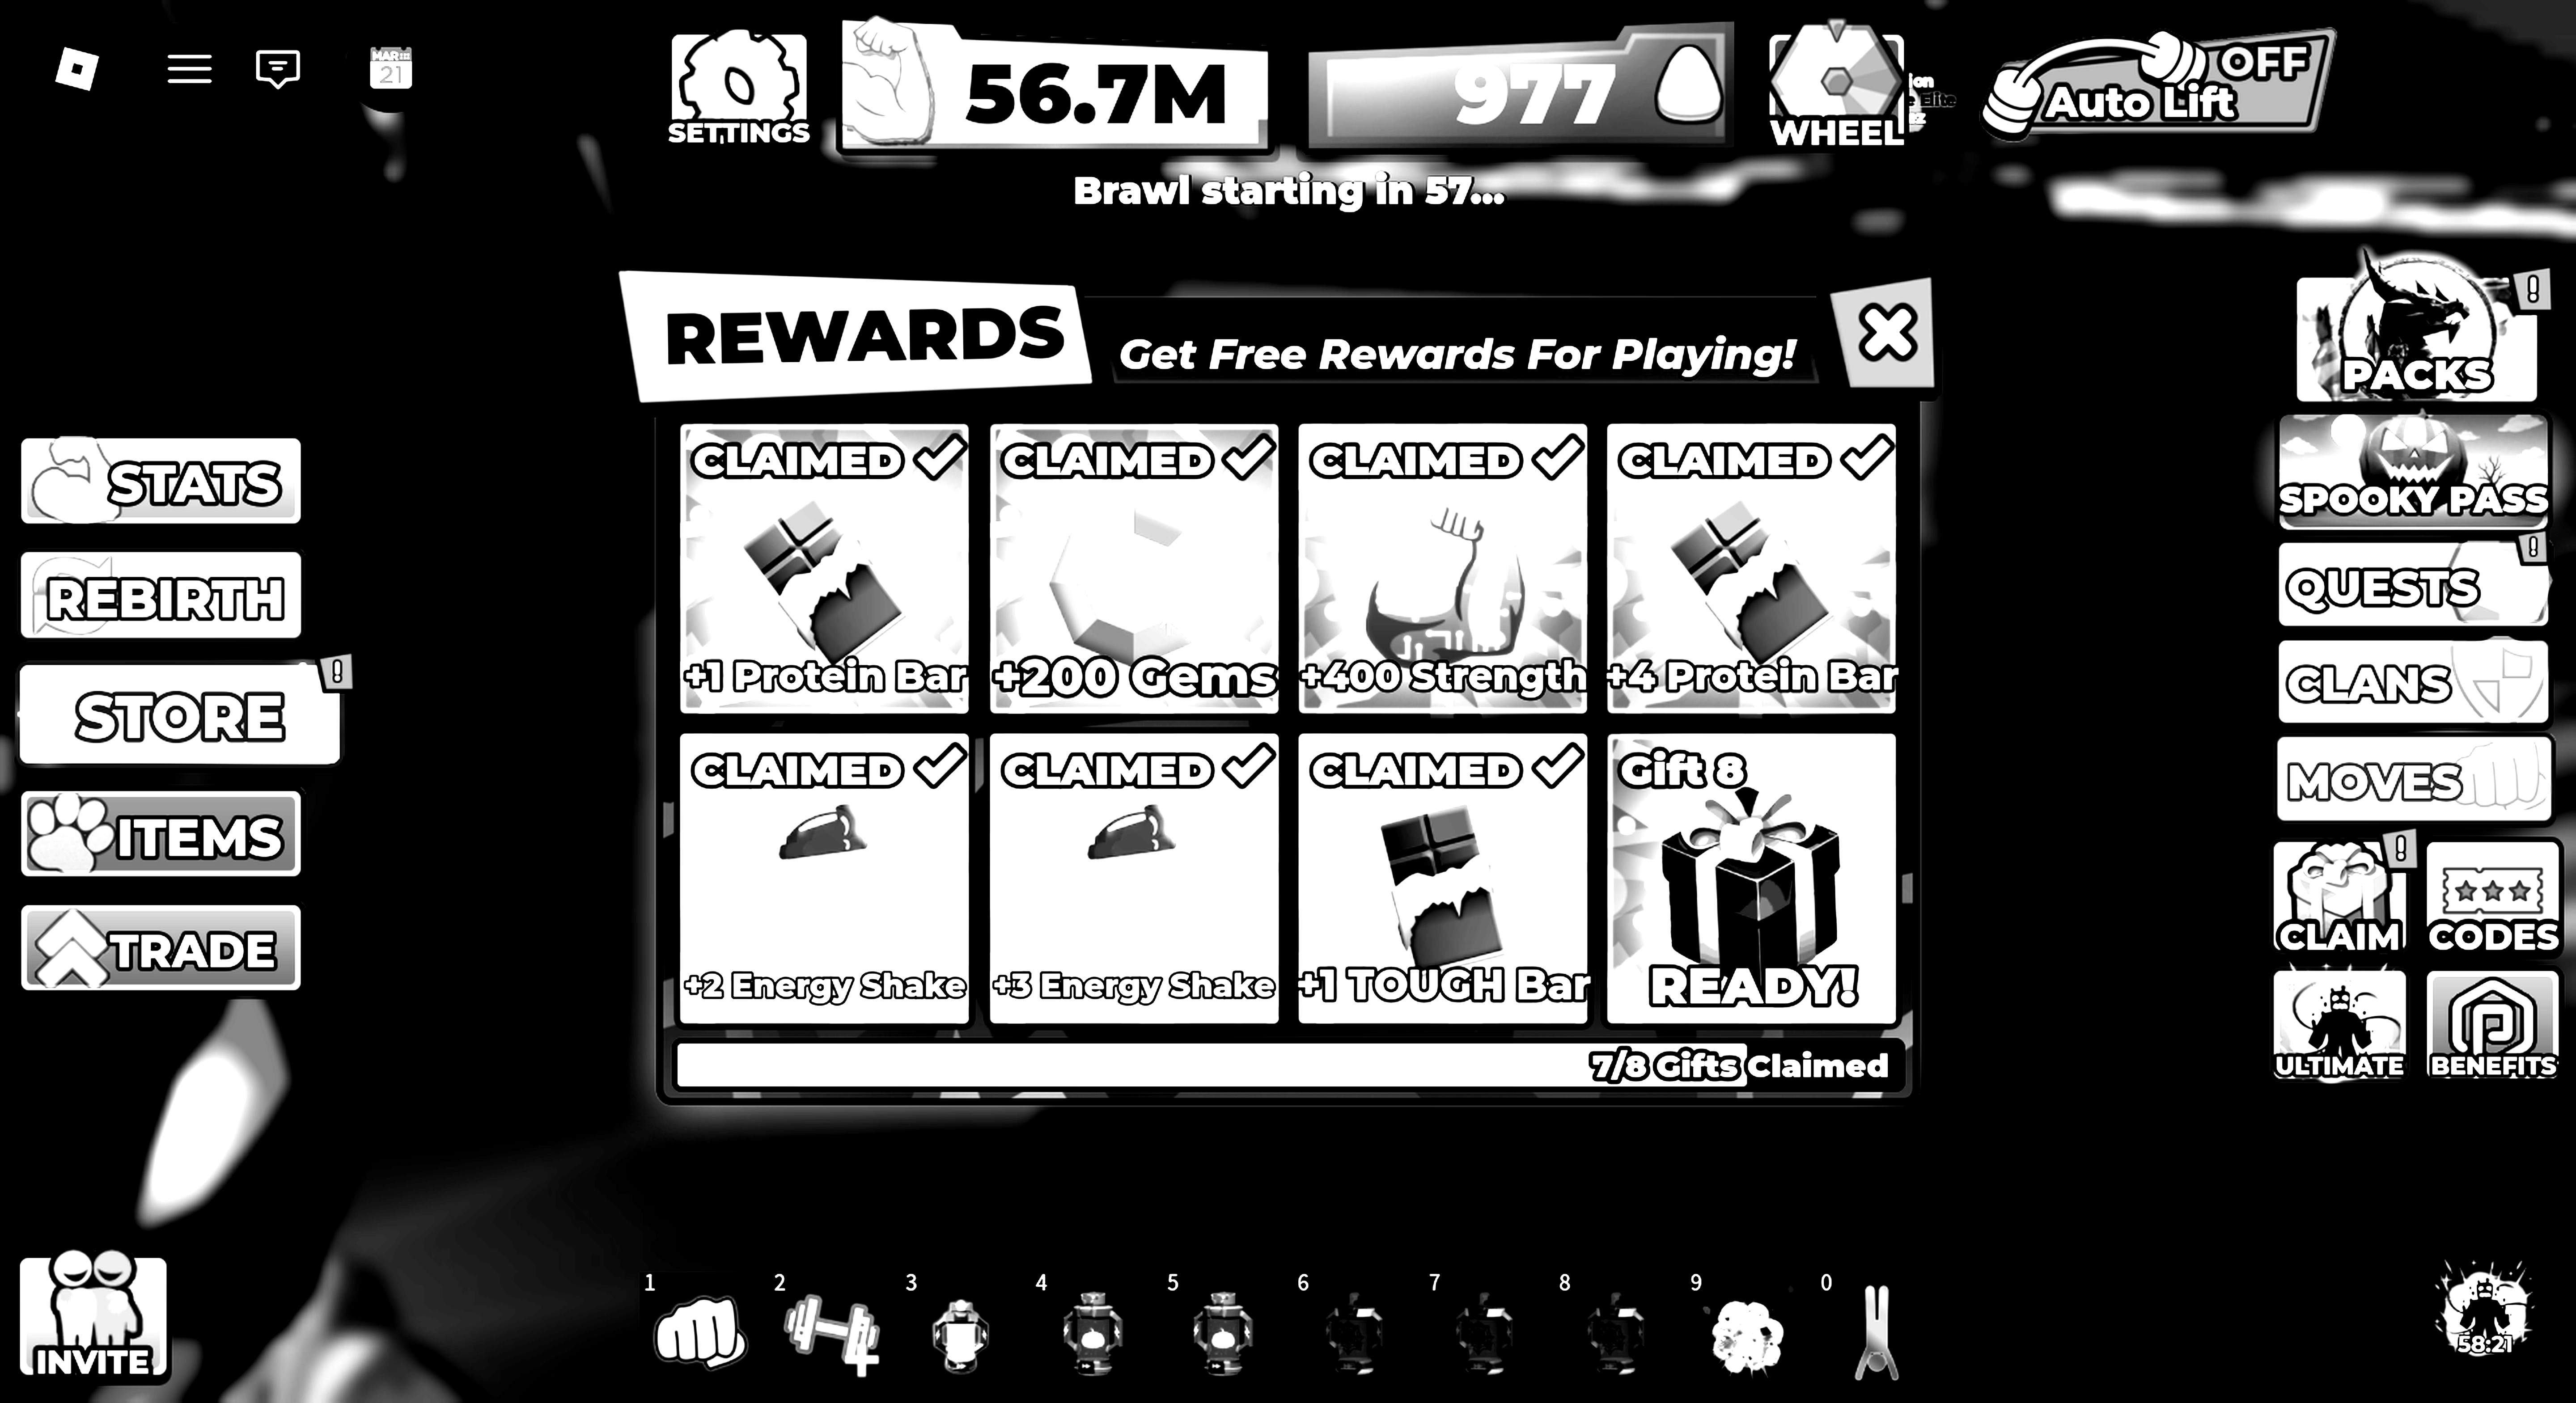 MAR
21
SETTINGS
56.7M
977
WHEEL
on
Elite
OFF
Auto Lift
Brawl starting in 57...
REWARDS
Get Free Rewards For Playing!
PACKS
SPOOKY PASS
QUESTS
CLANS
MOVES
CLAIM
CODES
ULTIMATE
BENEFITS
STATS
REBIRTH
STORE
ITEMS
TRADE
CLAIMED
+1 Protein Bar
CLAIMED
+200 Gems
CLAIMED
+400 Strength
CLAIMED
+4 Protein Bar
CLAIMED
+2 Energy Shake
CLAIMED
+3 Energy Shake
CLAIMED
+1 TOUGH Bar
Gift 8
READY!
7/8 Gifts Claimed
INVITE
1 2 3 4 5 6 7 8 9 0
58:21